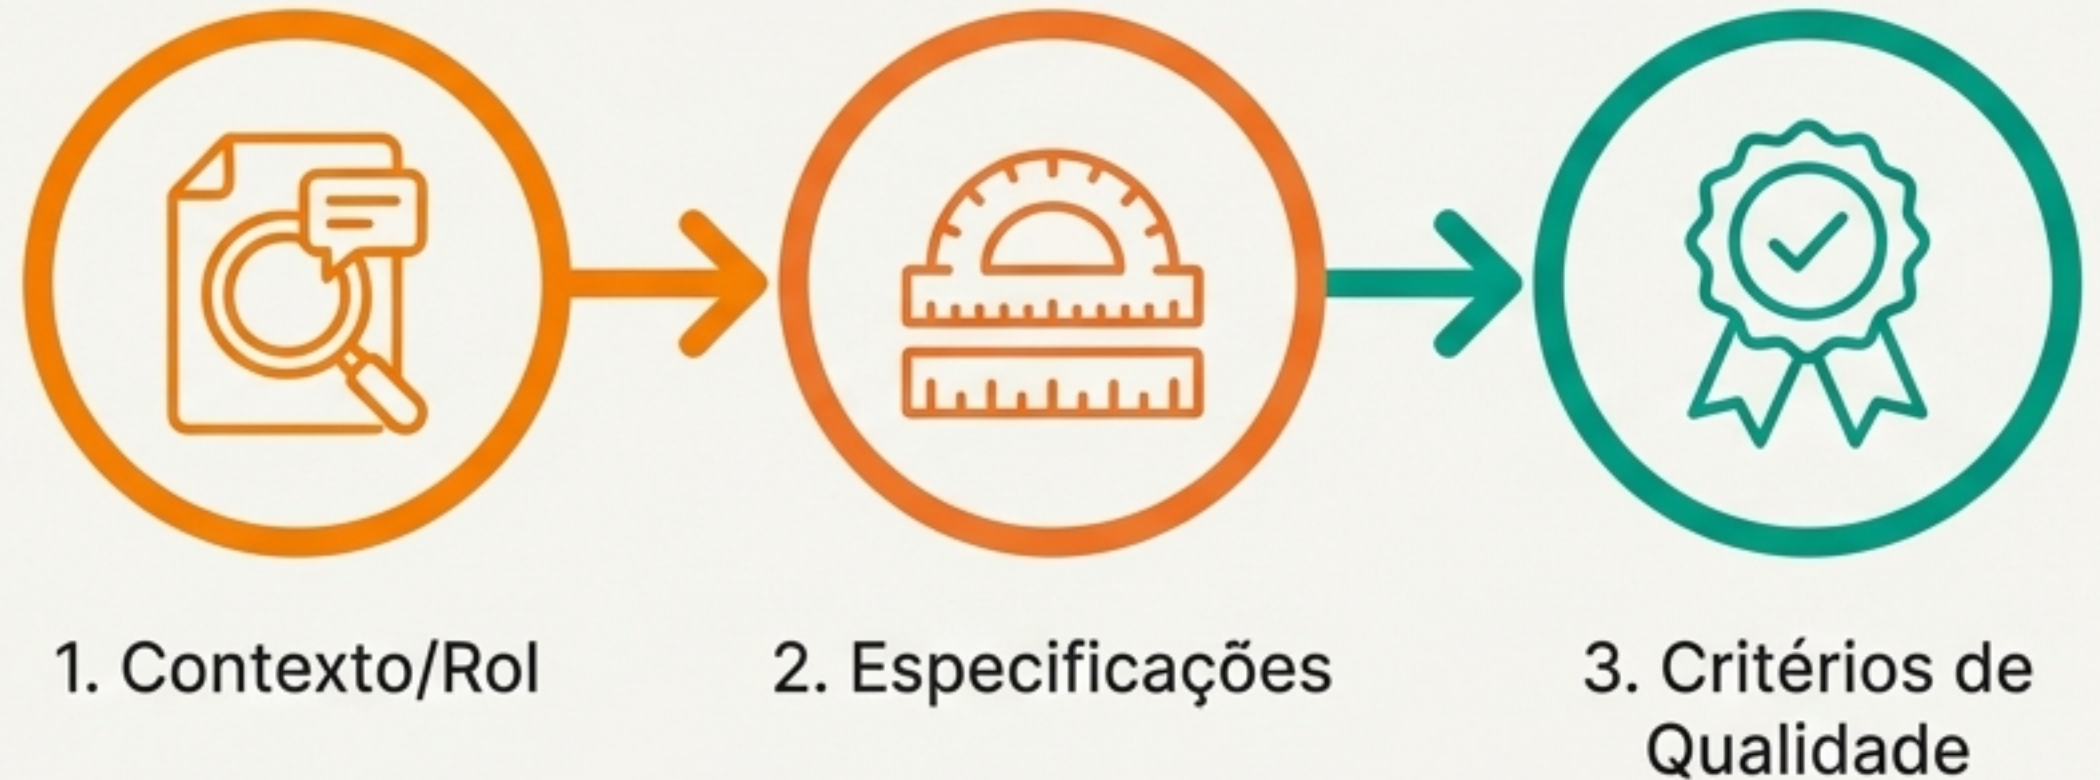 1. Contexto/Rol
2. Especificações
3. Critérios de
Qualidade